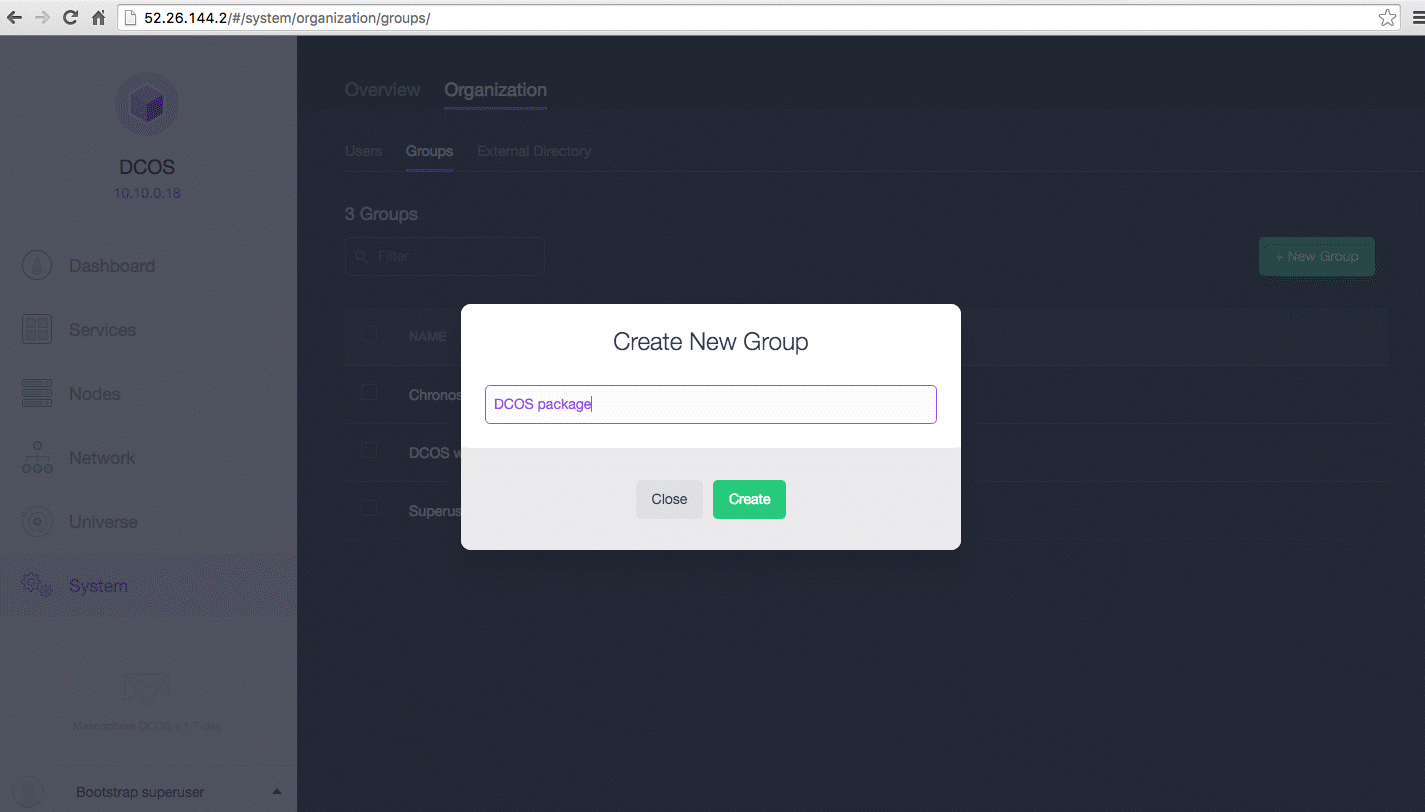 52.26.144.2/#/system/organization/groups/
DCOS
10.10.0.18
Dashboard
Services
Nodes
Network
Universe
System
Mesosphere DCOS v.1.7-dev
Bootstrap superuser
Overview Organization
Users Groups External Directory
3 Groups
Filter
+ New Group
NAME
Chronos
DCOS w
Superus
Create New Group
DCOS package
Close Create